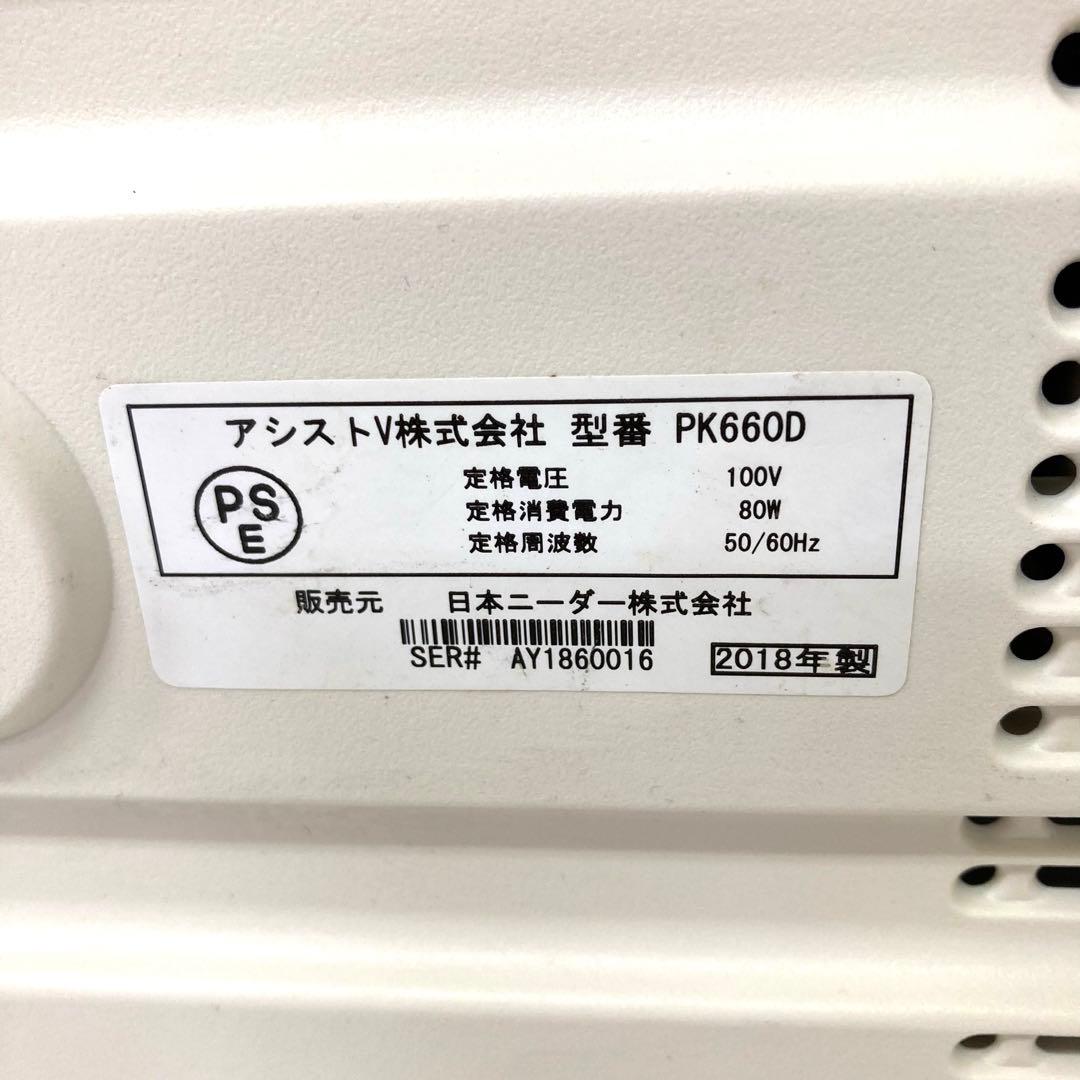 アシストV株式会社 型番 PK660D
PS
E
定格電圧 100V
定格消費電力 80W
定格周波数 50/60Hz
販売元 日本ニーダー株式会社
SER# AY1860016 2018年製